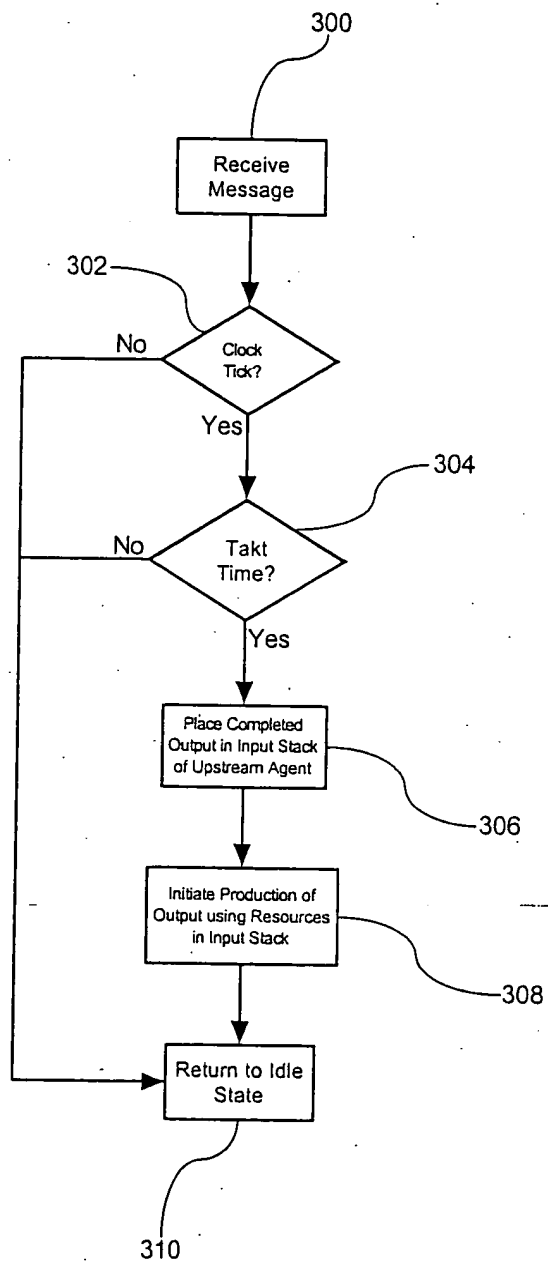 300
Receive
Message
302
No
Clock
Tick?
Yes
304
No
Takt
Time?
Yes
Place Completed
Output in Input Stack
of Upstream Agent
306
Initiate Production of
Output using Resources
in Input Stack
308
Return to Idle
State
310